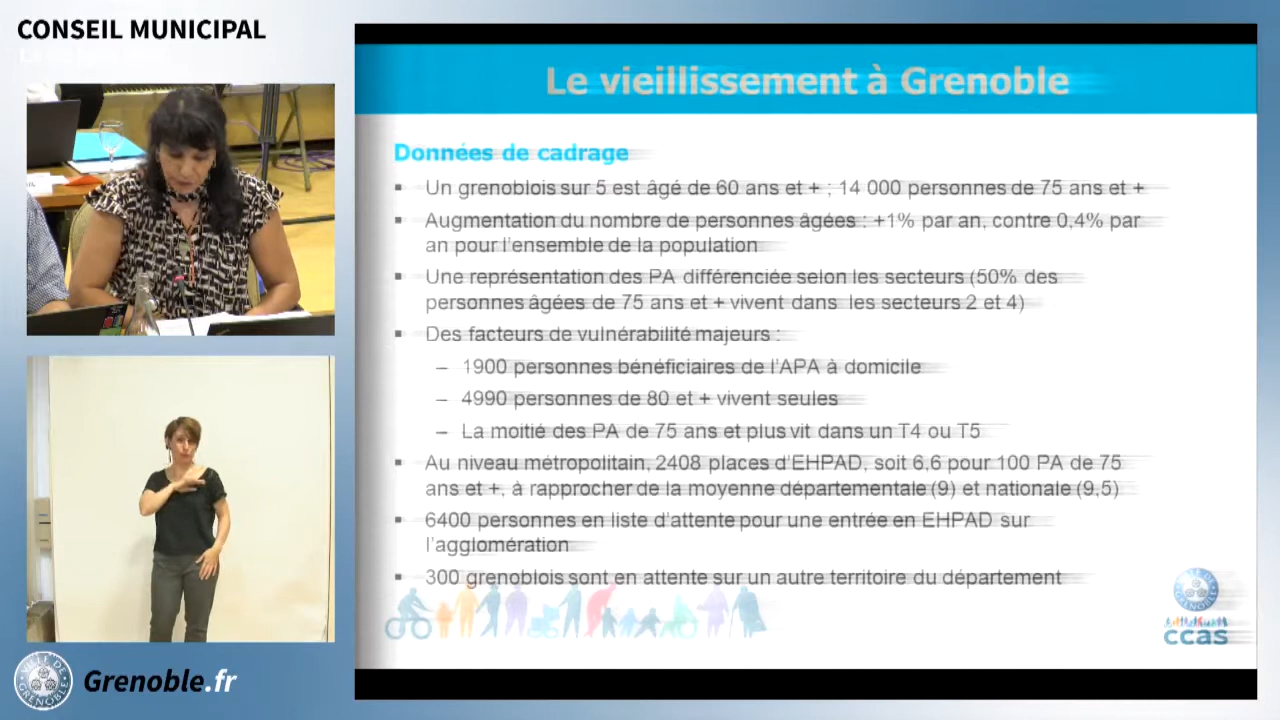 CONSEIL MUNICIPAL
Le vieillissement à Grenoble
Données de cadrage
▪ Un grenoblois sur 5 est âgé de 60 ans et + ; 14 000 personnes de 75 ans et +
▪ Augmentation du nombre de personnes âgées : +1% par an, contre 0,4% par
an pour l'ensemble de la population
▪ Une représentation des PA différenciée selon les secteurs (50% des
personnes âgées de 75 ans et + vivent dans les secteurs 2 et 4)
▪ Des facteurs de vulnérabilité majeurs :
– 1900 personnes bénéficiaires de l'APA à domicile
– 4990 personnes de 80 et + vivent seules
– La moitié des PA de 75 ans et plus vit dans un T4 ou T5
▪ Au niveau métropolitain, 2408 places d'EHPAD, soit 6,6 pour 100 PA de 75
ans et +, à rapprocher de la moyenne départementale (9) et nationale (9,5)
▪ 6400 personnes en liste d'attente pour une entrée en EHPAD sur
l'agglomération
▪ 300 grenoblois sont en attente sur un autre territoire du département
VILLE DE
GRENOBLE
ccas
VILLE DE
GRENOBLE
Grenoble.fr